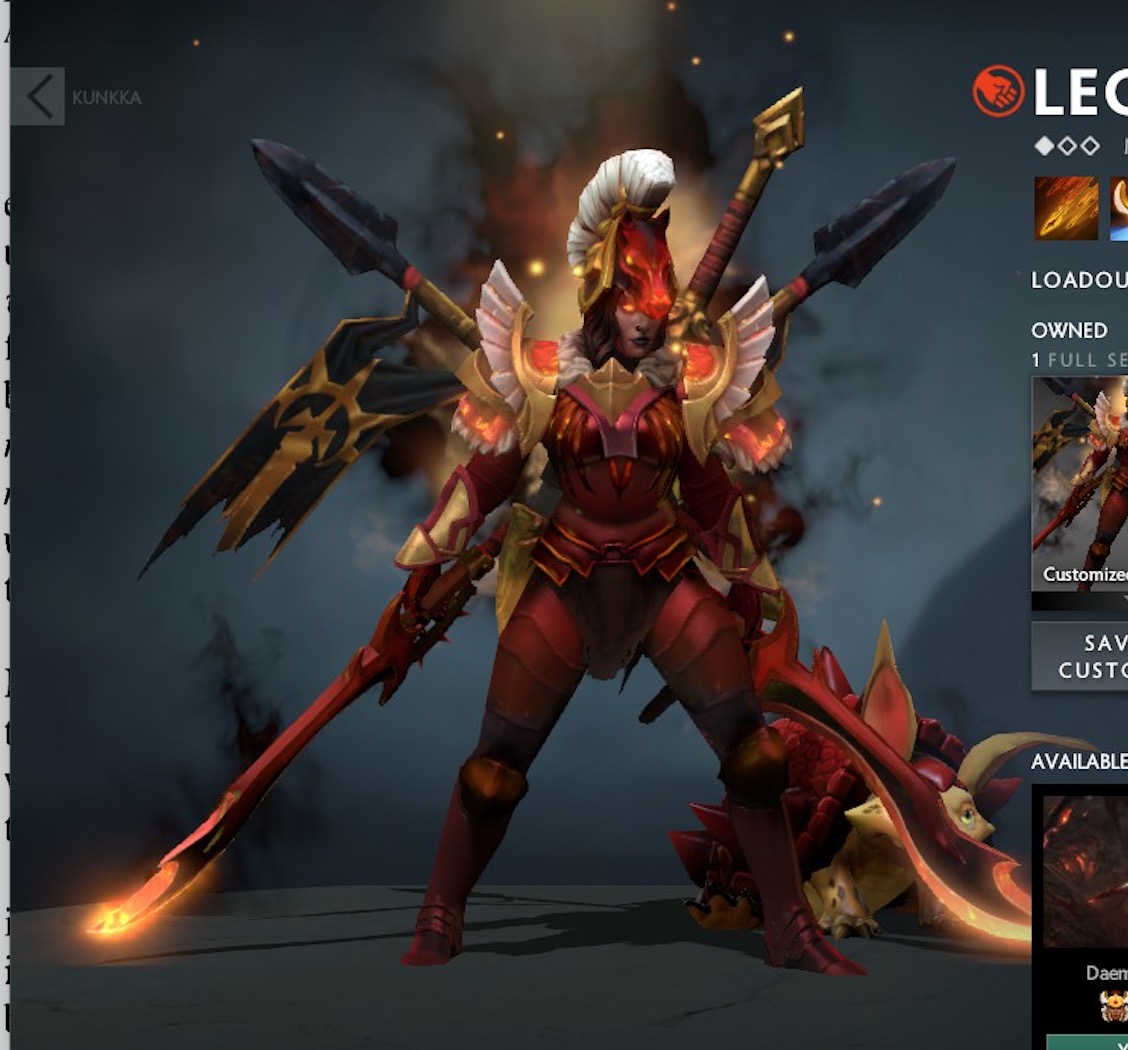 KUNKKA
LEG
LOADOU
OWNED
1 FULL SE
Customized
SAV
CUSTO
AVAILABLE
Daem